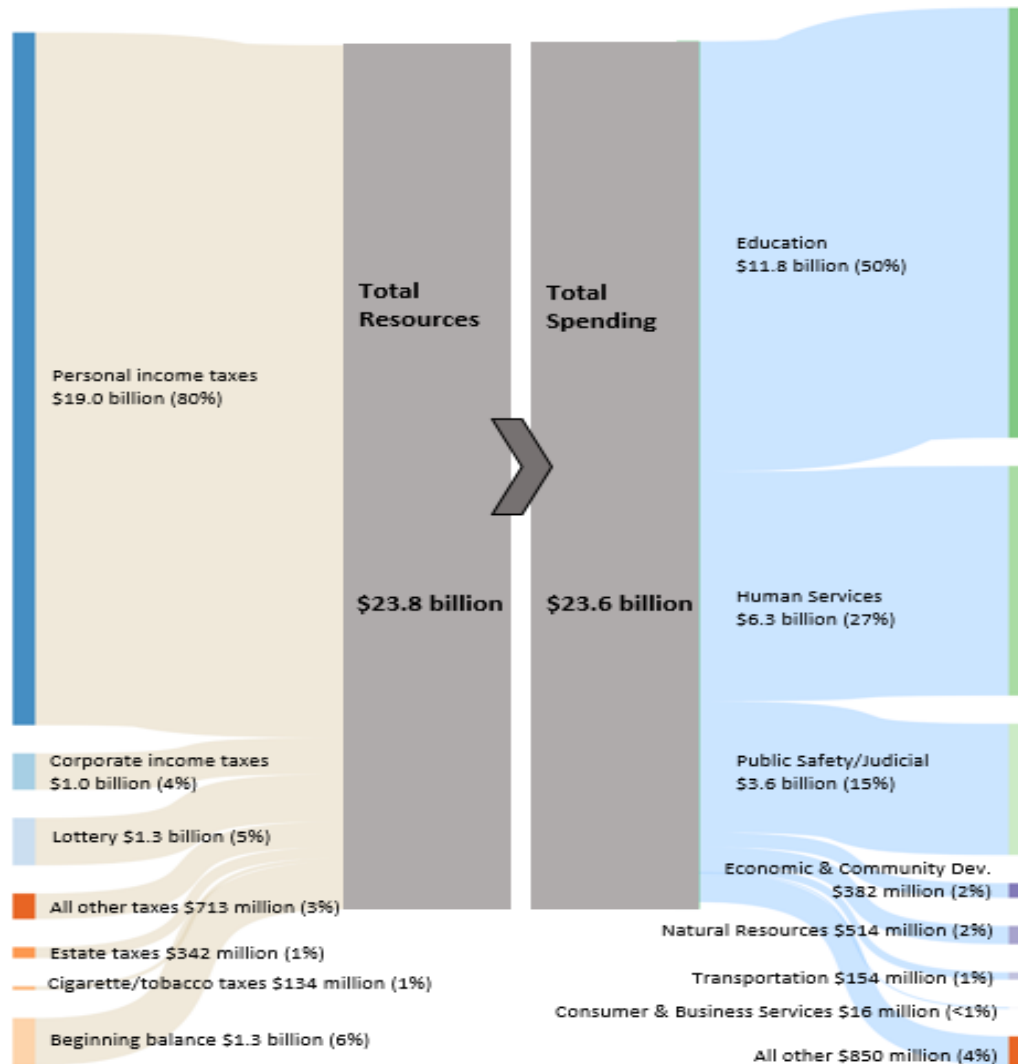 Personal income taxes
$19.0 billion (80%)
Corporate income taxes
$1.0 billion (4%)
Lottery $1.3 billion (5%)
All other taxes $713 million (3%)
Estate taxes $342 million (1%)
Cigarette/tobacco taxes $134 million (1%)
Beginning balance $1.3 billion (6%)
Total
Resources
$23.8 billion
Total
Spending
$23.6 billion
Education
$11.8 billion (50%)
Human Services
$6.3 billion (27%)
Public Safety/Judicial
$3.6 billion (15%)
Economic & Community Dev.
$382 million (2%)
Natural Resources $514 million (2%)
Transportation $154 million (1%)
Consumer & Business Services $16 million (<1%)
All other $850 million (4%)